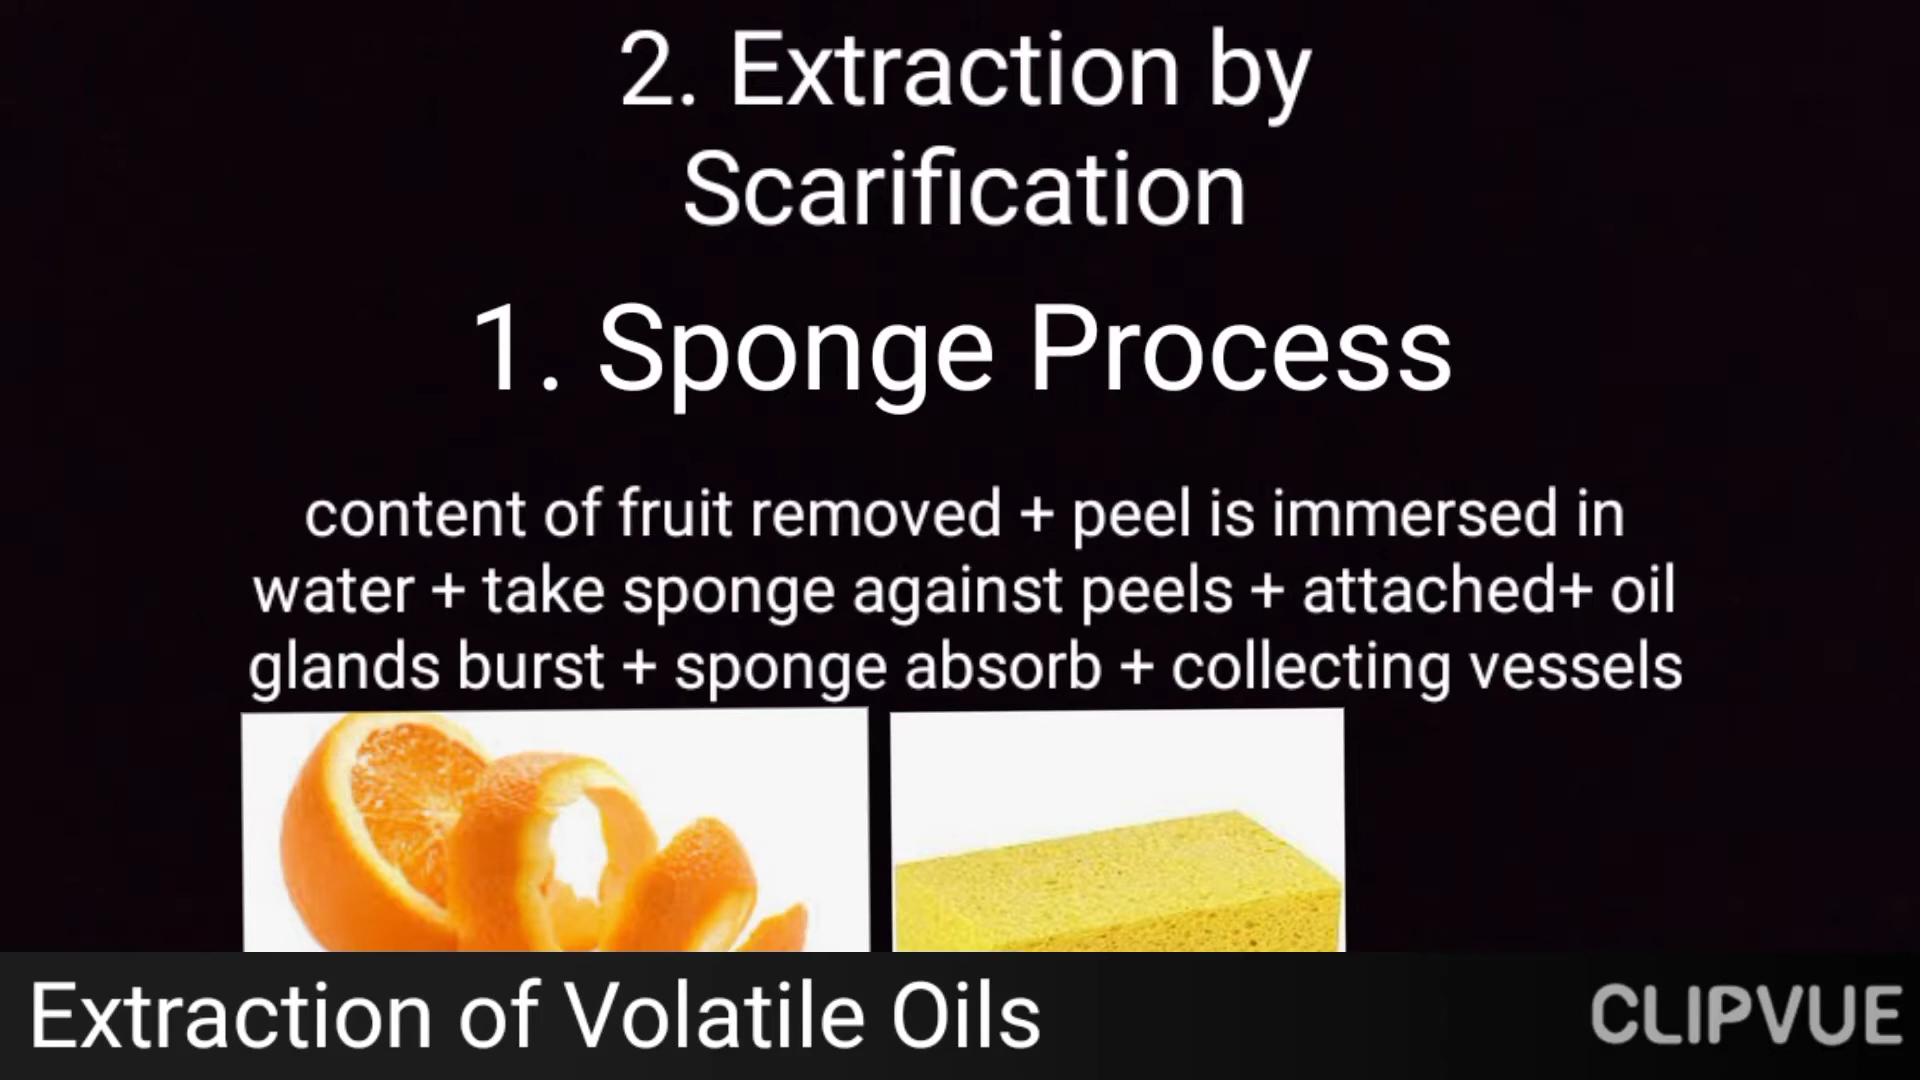 2. Extraction by
Scarification
1. Sponge Process
content of fruit removed + peel is immersed in
water + take sponge against peels + attached+ oil
glands burst + sponge absorb + collecting vessels
Extraction of Volatile Oils
CLIPVUE